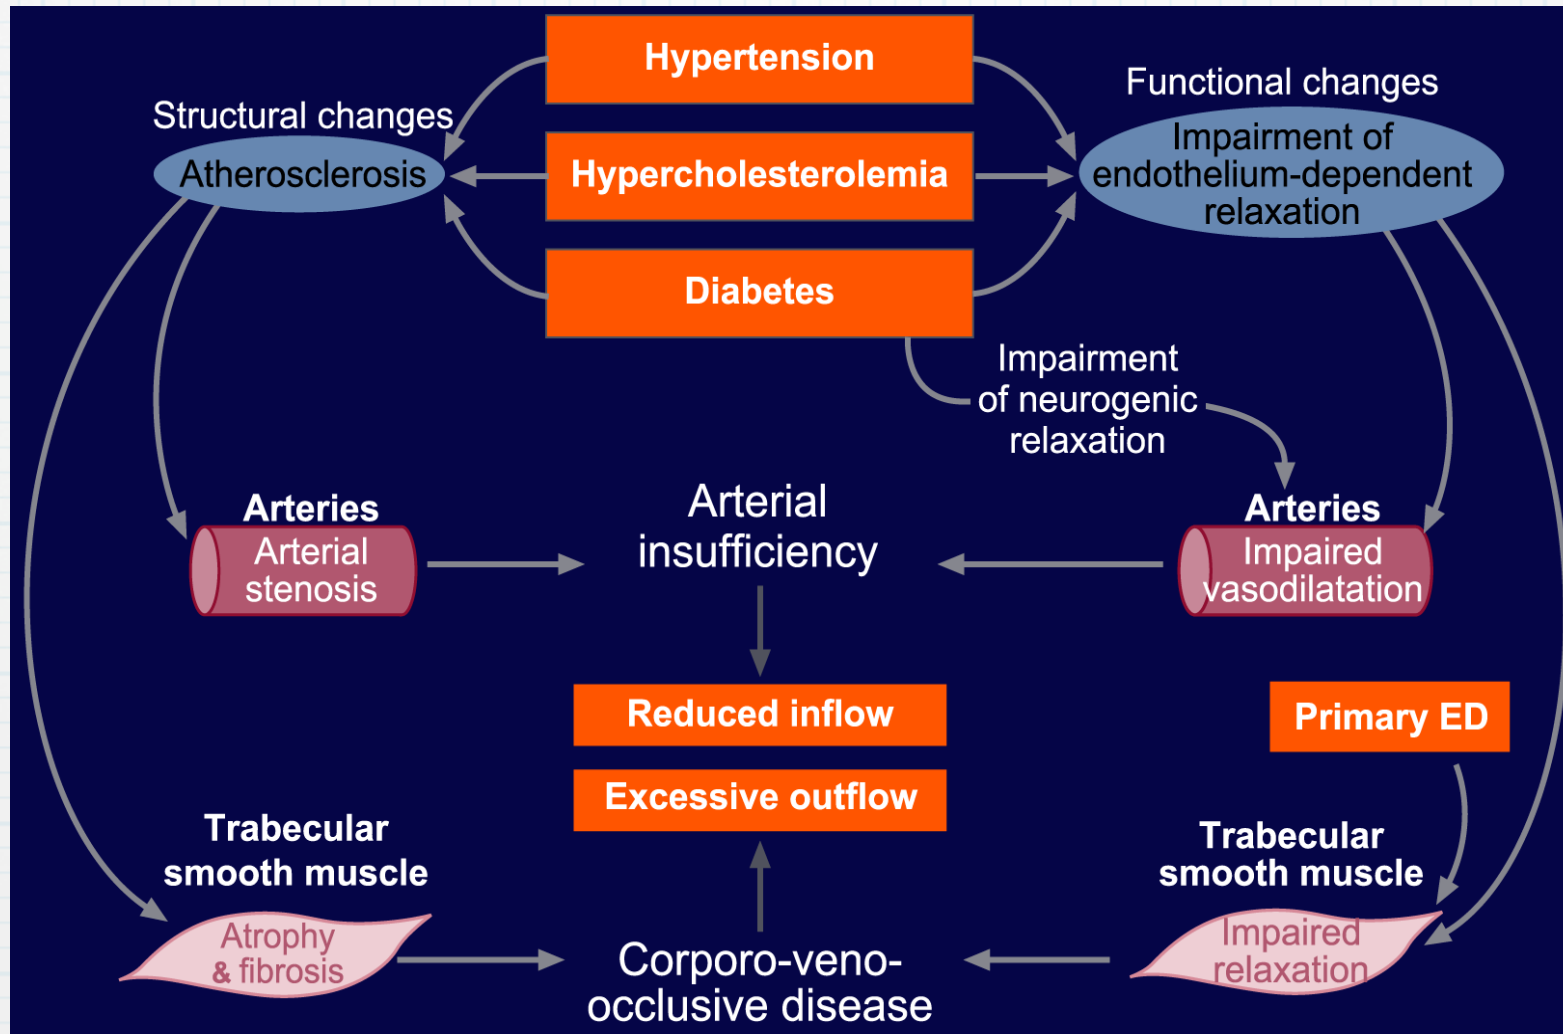 Hypertension
Functional changes
Structural changes
Impairment of
endothelium-dependent
relaxation
Atherosclerosis
Hypercholesterolemia
Diabetes
Impairment
of neurogenic
relaxation
Arteries
Arterial
stenosis
Arterial
insufficiency
Arteries
Impaired
vasodilatation
Reduced inflow
Primary ED
Excessive outflow
Trabecular
smooth muscle
Trabecular
smooth muscle
Atrophy
& fibrosis
Corporo-veno-
occlusive disease
Impaired
relaxation